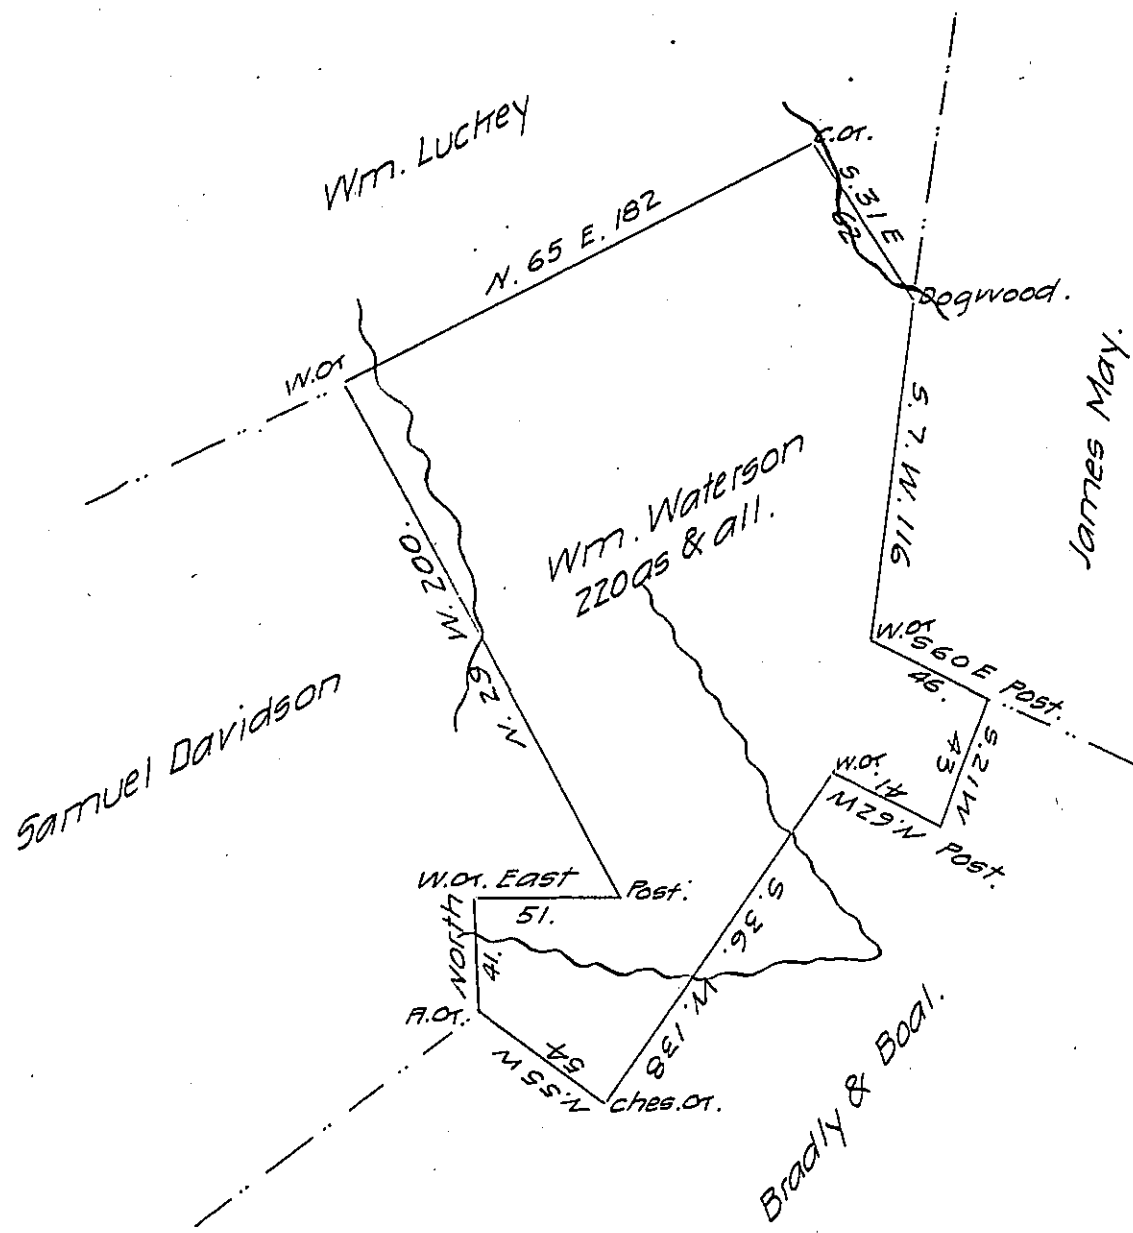 Wm. Luckey
C.or.
S. 31 E
62
N. 65 E. 182
Dogwood.
W.or
S. 7. W. 116
James May.
Wm. Waterson
220as & all.
N. 29 W. 200.
W.or
S60E Post.
46.
Samuel Davidson
S. 21W
43
W.or.
41.
N.62W Post.
W.or. East Post.
51.
North
41.
S. 36. W. 138
R.or.
54
N.55W
Ches.or.
Bradly & Boal.